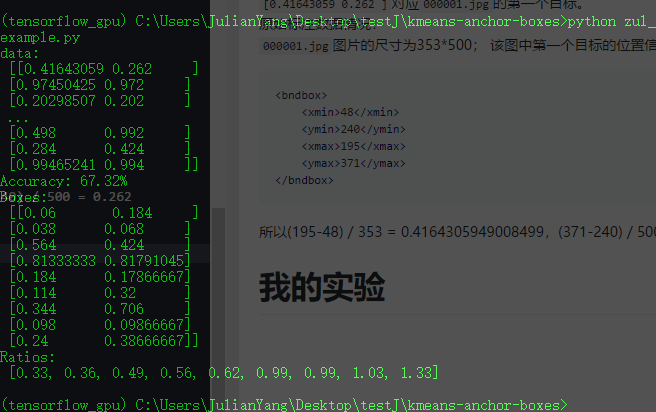 [0.41643059 0.262 ] 对应 000001.jpg 的第一个目标。
(tensorflow_gpu) C:\Users\JulianYang\Desktop\testJ\kmeans-anchor-boxes>python zul_
example.py
000001.jpg 图片的尺寸为353*500; 该图中第一个目标的位置信
data:
[[0.41643059 0.262 ]
[0.97450425 0.972 ]
[0.20298507 0.202 ]
...
[0.498 0.992 ]
[0.284 0.424 ]
[0.99465241 0.994 ]]
Accuracy: 67.32%
Boxes:
/ 500 = 0.262
[[0.06 0.184 ]
[0.038 0.068 ]
[0.564 0.424 ]
[0.81333333 0.81791045]
[0.184 0.17866667]
[0.114 0.32 ]
[0.344 0.706 ]
[0.098 0.09866667]
[0.24 0.38666667]]
Ratios:
[0.33, 0.36, 0.49, 0.56, 0.62, 0.99, 0.99, 1.03, 1.33]
(tensorflow_gpu) C:\Users\JulianYang\Desktop\testJ\kmeans-anchor-boxes>
<bndbox>
<xmin>48</xmin>
<ymin>240</ymin>
<xmax>195</xmax>
<ymax>371</ymax>
</bndbox>
所以(195-48) / 353 = 0.4164305949008499，(371-240) / 500
我的实验